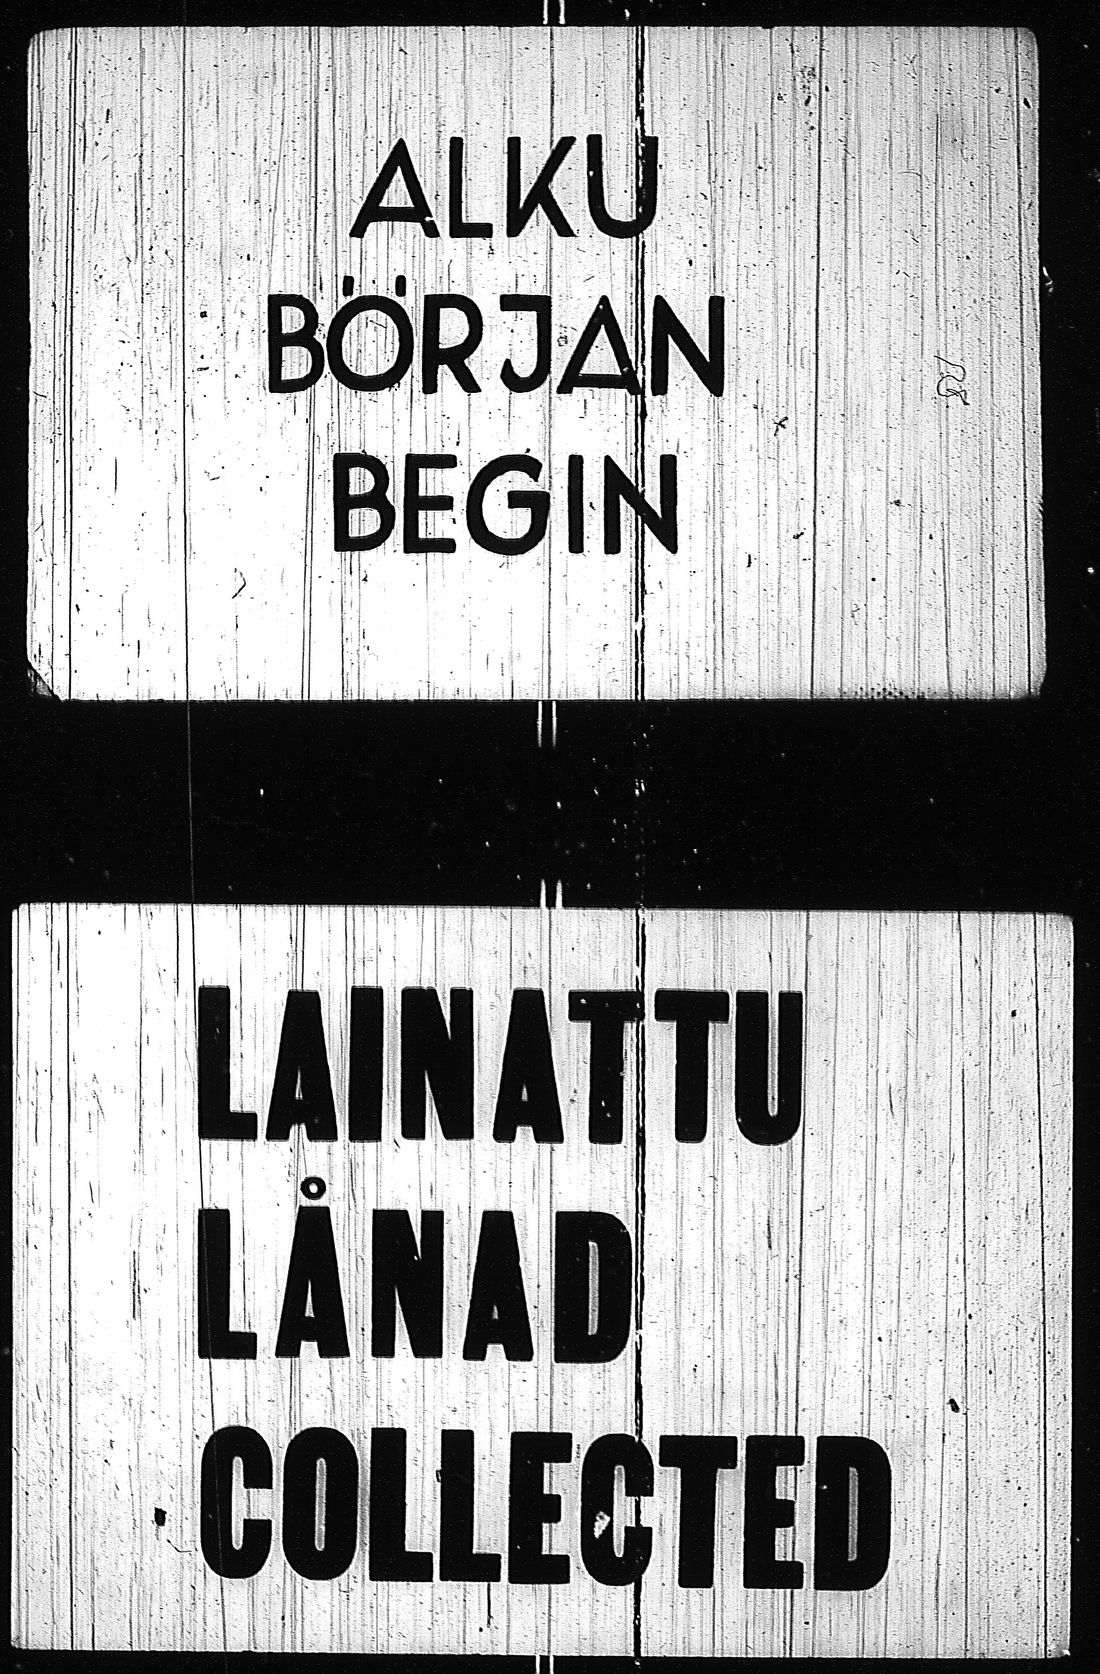 ALKU
BÖRJAN
BEGIN
LAINATTU
LÅNAD
COLLECTED